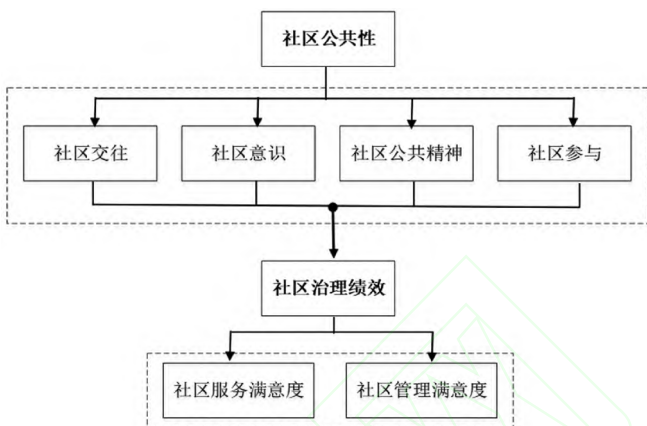 社区公共性
社区交往
社区意识
社区公共精神
社区参与
社区治理绩效
社区服务满意度
社区管理满意度